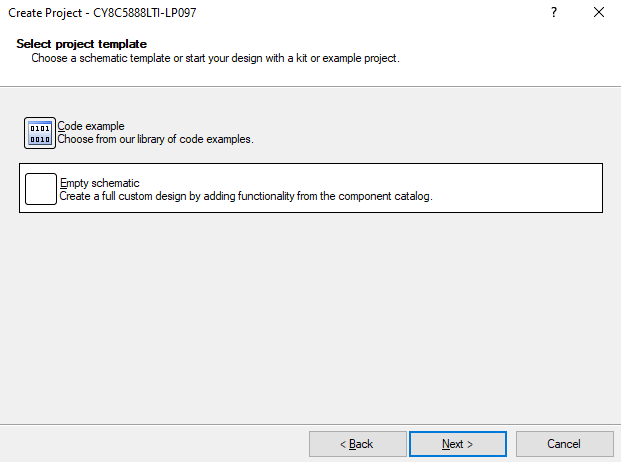 Create Project - CY8C5888LTI-LP097
?
Select project template
Choose a schematic template or start your design with a kit or example project.
0101
0010
Code example
Choose from our library of code examples.
Empty schematic
Create a full custom design by adding functionality from the component catalog.
< Back
Next >
Cancel